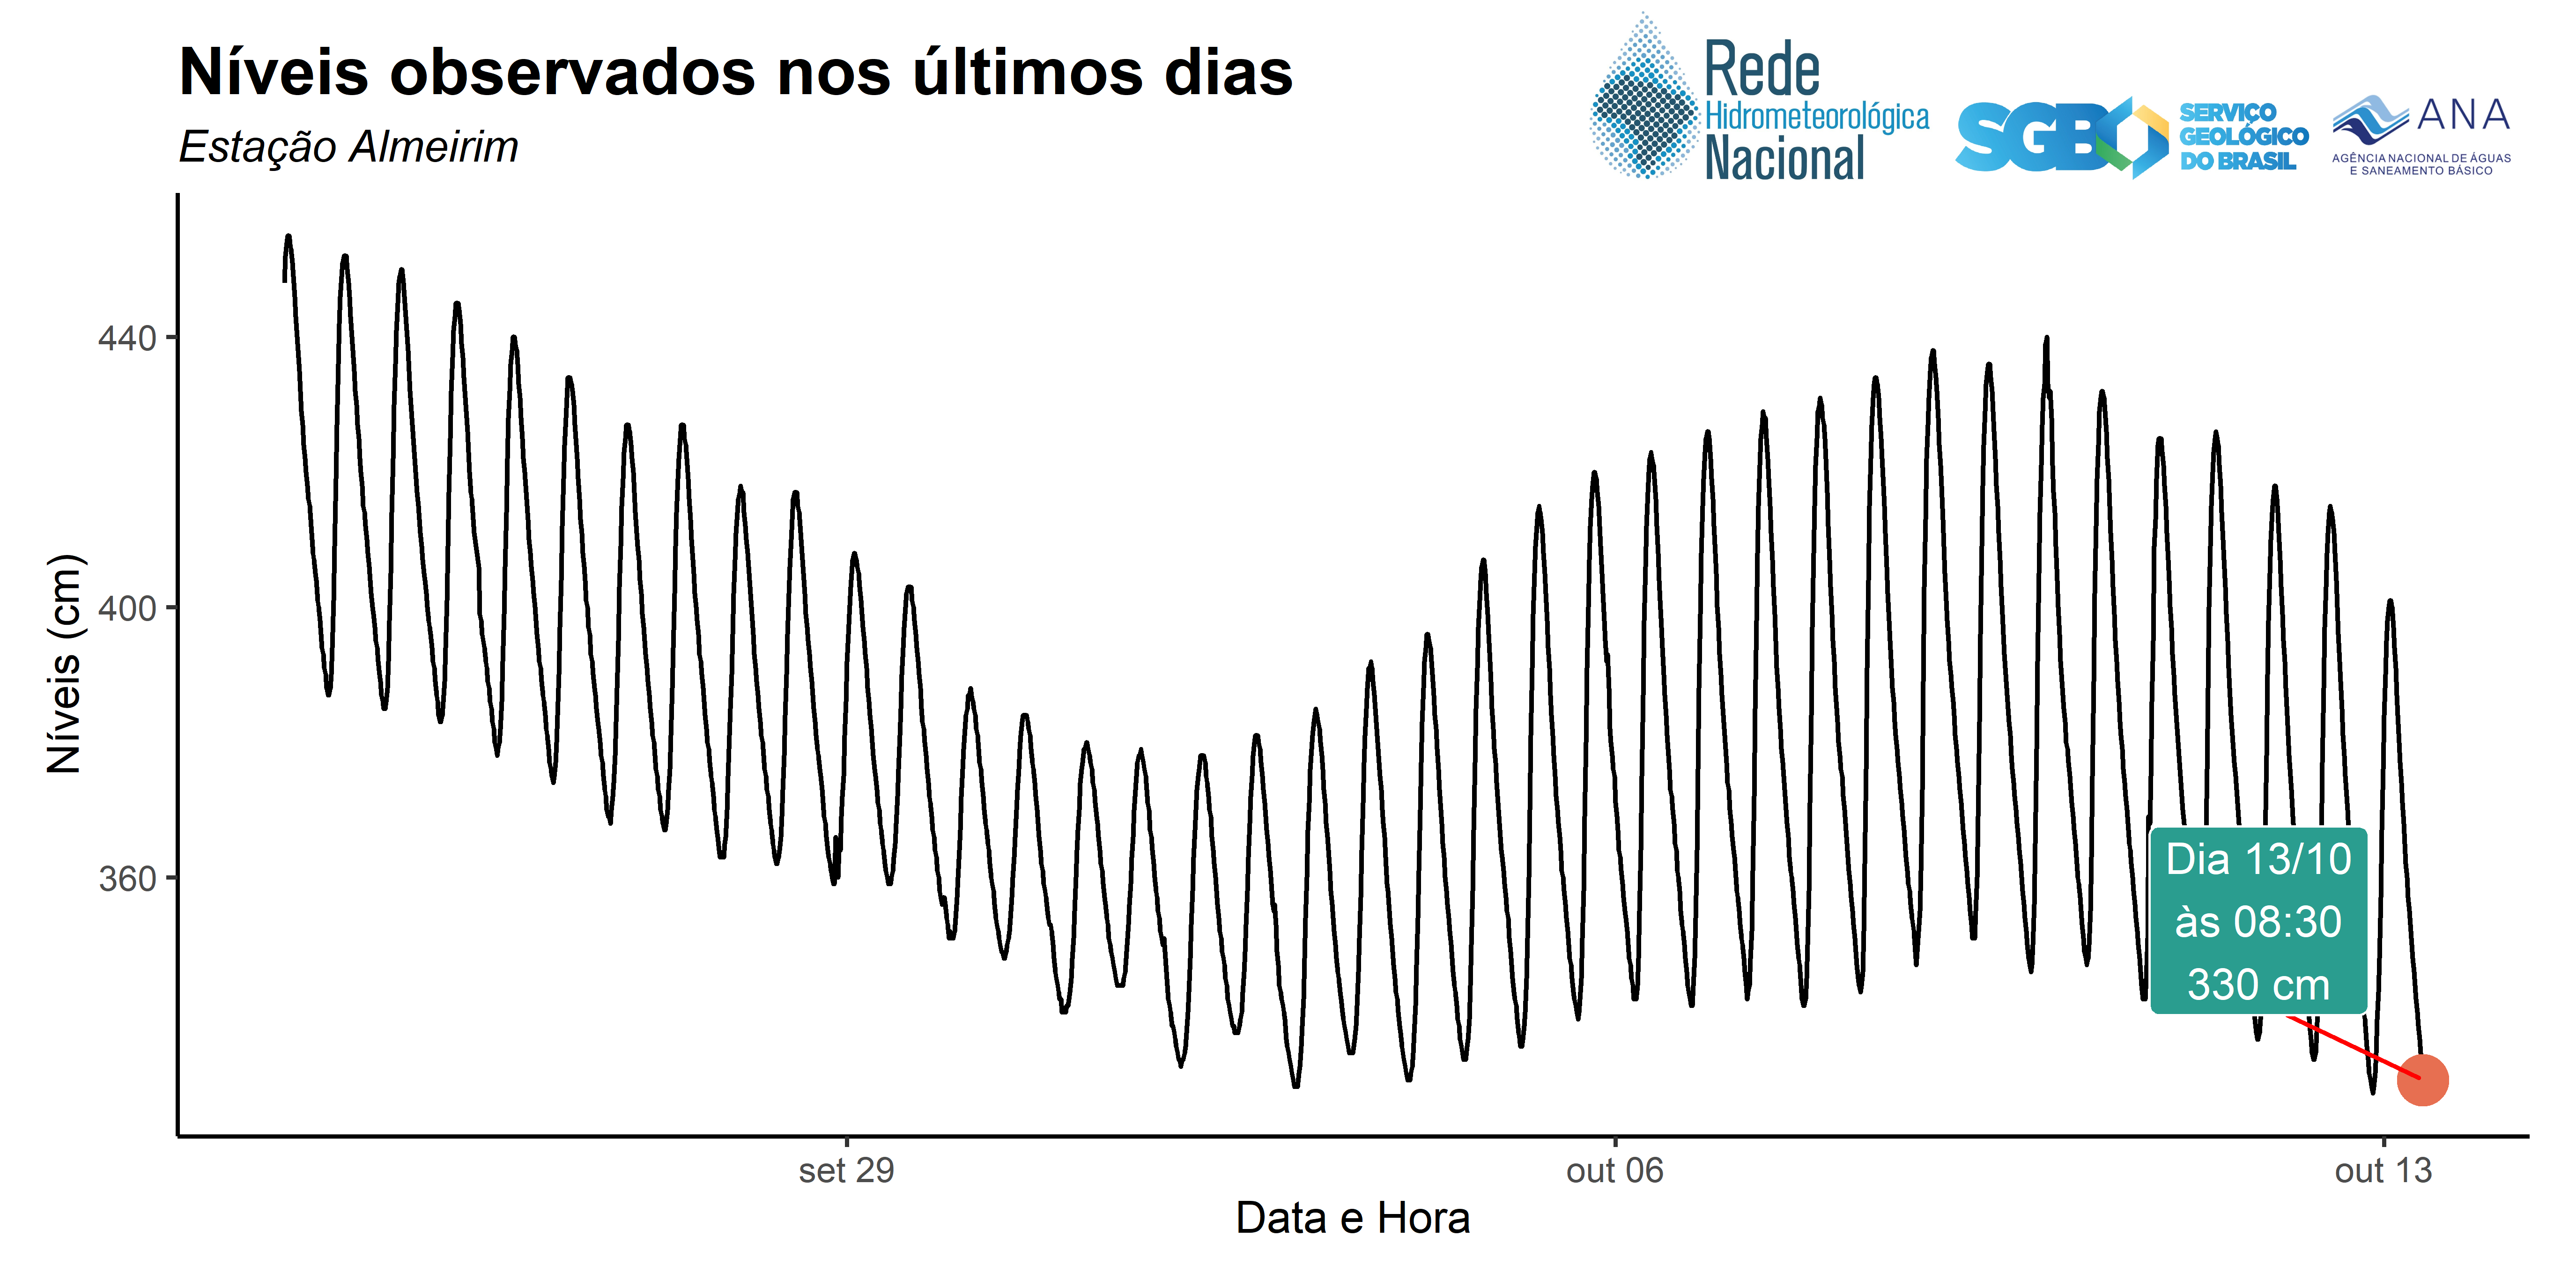 Níveis observados nos últimos dias
Estação Almeirim
Rede
Hidrometeorológica
Nacional
SGB
SERVIÇO
GEOLÓGICO
DO BRASIL
ANA
AGÊNCIA NACIONAL DE ÁGUAS
E SANEAMENTO BÁSICO
Níveis (cm)
440
400
360
Dia 13/10
às 08:30
330 cm
set 29
out 06
out 13
Data e Hora